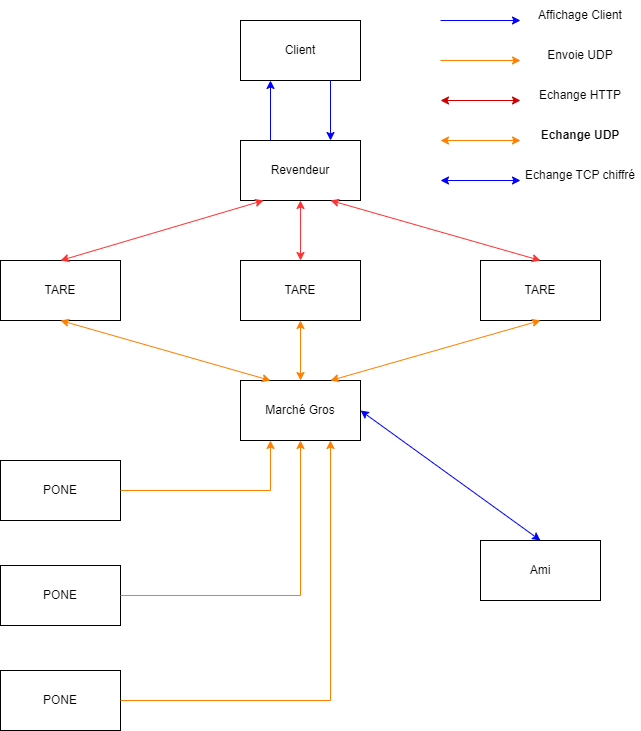 Client
Affichage Client
Envoie UDP
Echange HTTP
Echange UDP
Echange TCP chiffré
Revendeur
TARE
TARE
TARE
Marché Gros
PONE
PONE
PONE
Ami